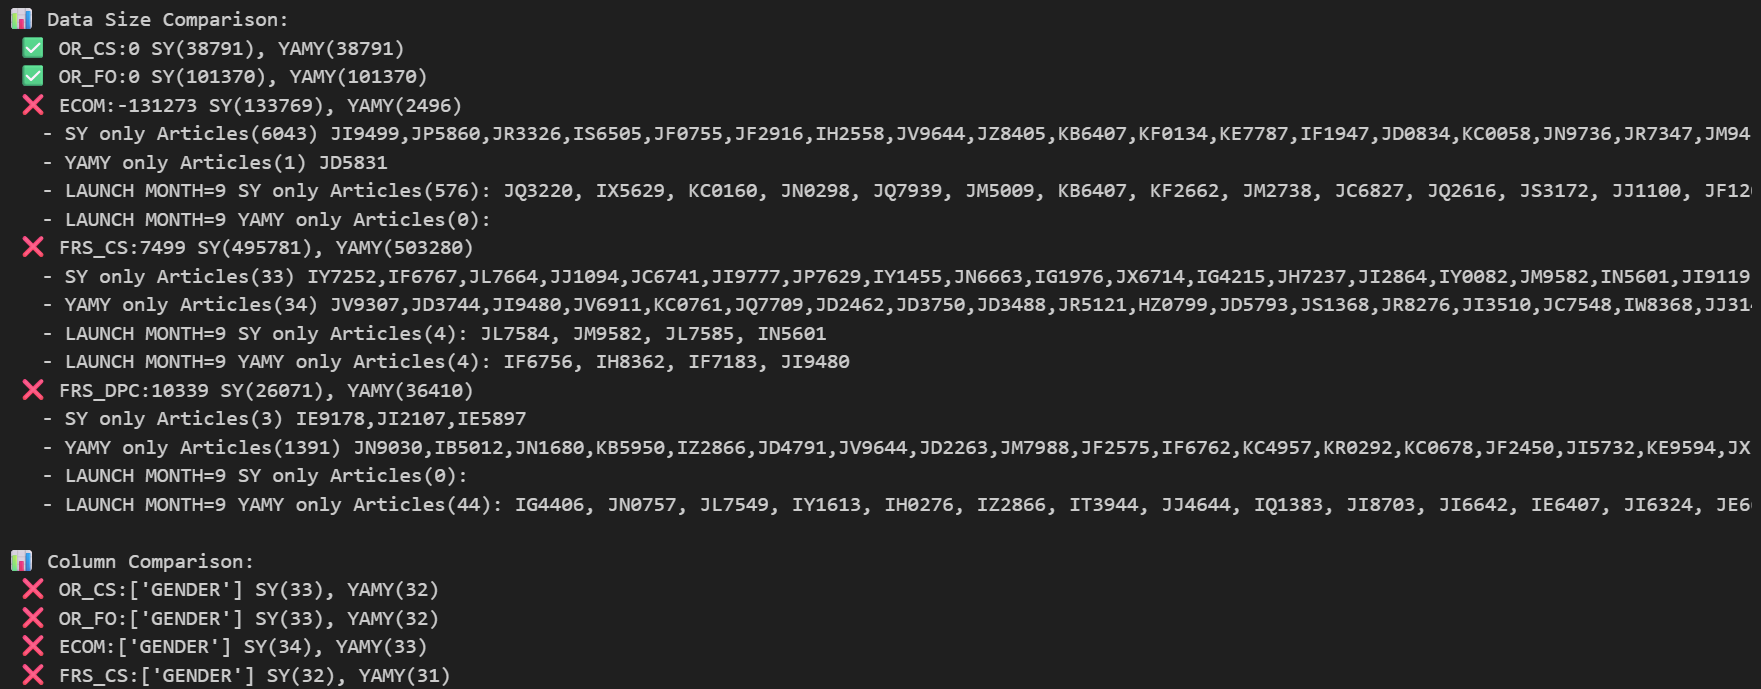 📊 Data Size Comparison:
✅ OR_CS:0 SY(38791), YAMY(38791)
✅ OR_FO:0 SY(101370), YAMY(101370)
❌ ECOM:-131273 SY(133769), YAMY(2496)
- SY only Articles(6043) JI9499,JP5860,JR3326,IS6505,JF0755,JF2916,IH2558,JV9644,JZ8405,KB6407,KF0134,KE7787,IF1947,JD0834,KC0058,JN9736,JR7347,JM94
- YAMY only Articles(1) JD5831
- LAUNCH MONTH=9 SY only Articles(576): JQ3220, IX5629, KC0160, JN0298, JQ7939, JM5009, KB6407, KF2662, JM2738, JC6827, JQ2616, JS3172, JJ1100, JF12
- LAUNCH MONTH=9 YAMY only Articles(0):
❌ FRS_CS:7499 SY(495781), YAMY(503280)
- SY only Articles(33) IY7252,IF6767,JL7664,JJ1094,JC6741,JI9777,JP7629,IY1455,JN6663,IG1976,JX6714,IG4215,JH7237,JI2864,IY0082,JM9582,IN5601,JI9119
- YAMY only Articles(34) JV9307,JD3744,JI9480,JV6911,KC0761,JQ7709,JD2462,JD3750,JD3488,JR5121,HZ0799,JD5793,JS1368,JR8276,JI3510,JC7548,IW8368,JJ31
- LAUNCH MONTH=9 SY only Articles(4): JL7584, JM9582, JL7585, IN5601
- LAUNCH MONTH=9 YAMY only Articles(4): IF6756, IH8362, IF7183, JI9480
❌ FRS_DPC:10339 SY(26071), YAMY(36410)
- SY only Articles(3) IE9178,JI2107,IE5897
- YAMY only Articles(1391) JN9030,IB5012,JN1680,KB5950,IZ2866,JD4791,JV9644,JD2263,JM7988,JF2575,IF6762,KC4957,KR0292,KC0678,JF2450,JI5732,KE9594,JX
- LAUNCH MONTH=9 SY only Articles(0):
- LAUNCH MONTH=9 YAMY only Articles(44): IG4406, JN0757, JL7549, IY1613, IH0276, IZ2866, IT3944, JJ4644, IQ1383, JI8703, JI6642, IE6407, JI6324, JE6
📊 Column Comparison:
❌ OR_CS:['GENDER'] SY(33), YAMY(32)
❌ OR_FO:['GENDER'] SY(33), YAMY(32)
❌ ECOM:['GENDER'] SY(34), YAMY(33)
❌ FRS_CS:['GENDER'] SY(32), YAMY(31)